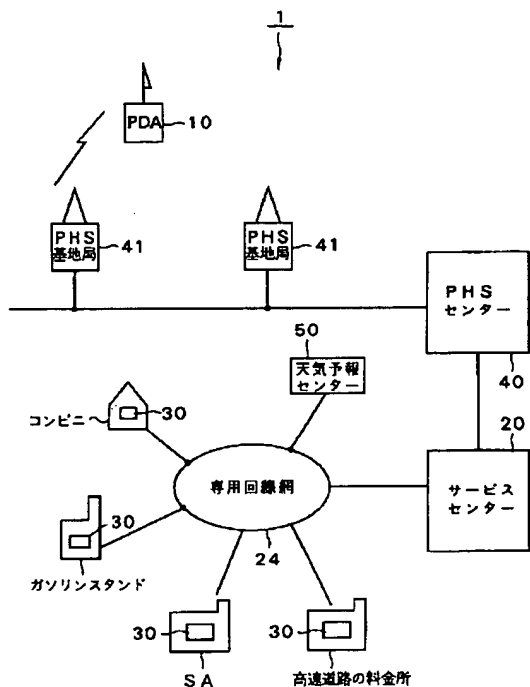 1
PDA
10
PHS
基地局
41
PHS
基地局
41
PHS
センター
40
50
天気予報
センター
20
コンビニ
30
専用回線網
サービス
センター
30
24
ガソリンスタンド
30
SA
30
高速道路の料金所